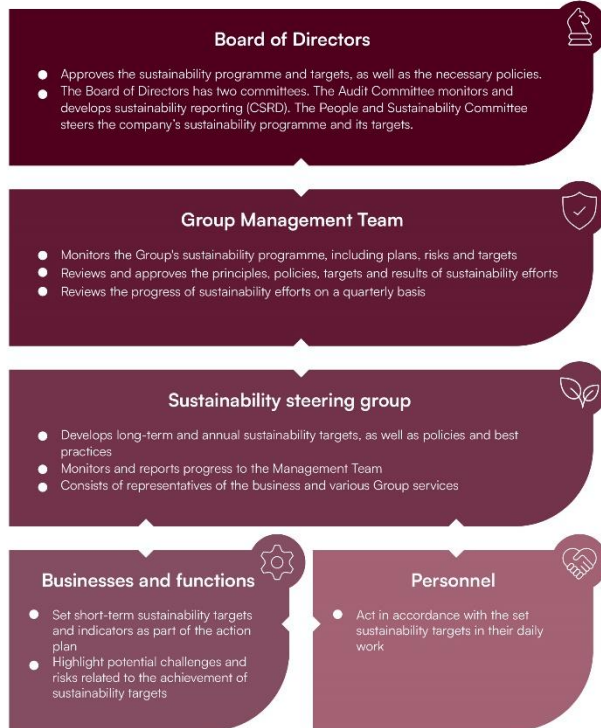 Board of Directors
● Approves the sustainability programme and targets, as well as the necessary policies.
● The Board of Directors has two committees. The Audit Committee monitors and
develops sustainability reporting (CSRD). The People and Sustainability Committee
steers the company's sustainability programme and its targets.
Group Management Team
● Monitors the Group's sustainability programme, including plans, risks and targets
● Reviews and approves the principles, policies, targets and results of sustainability efforts
● Reviews the progress of sustainability efforts on a quarterly basis
Sustainability steering group
● Develops long-term and annual sustainability targets, as well as policies and best
practices
● Monitors and reports progress to the Management Team
● Consists of representatives of the business and various Group services
Businesses and functions
● Set short-term sustainability targets
and indicators as part of the action
plan
● Highlight potential challenges and
risks related to the achievement of
sustainability targets
Personnel
● Act in accordance with the set
sustainability targets in their daily
work